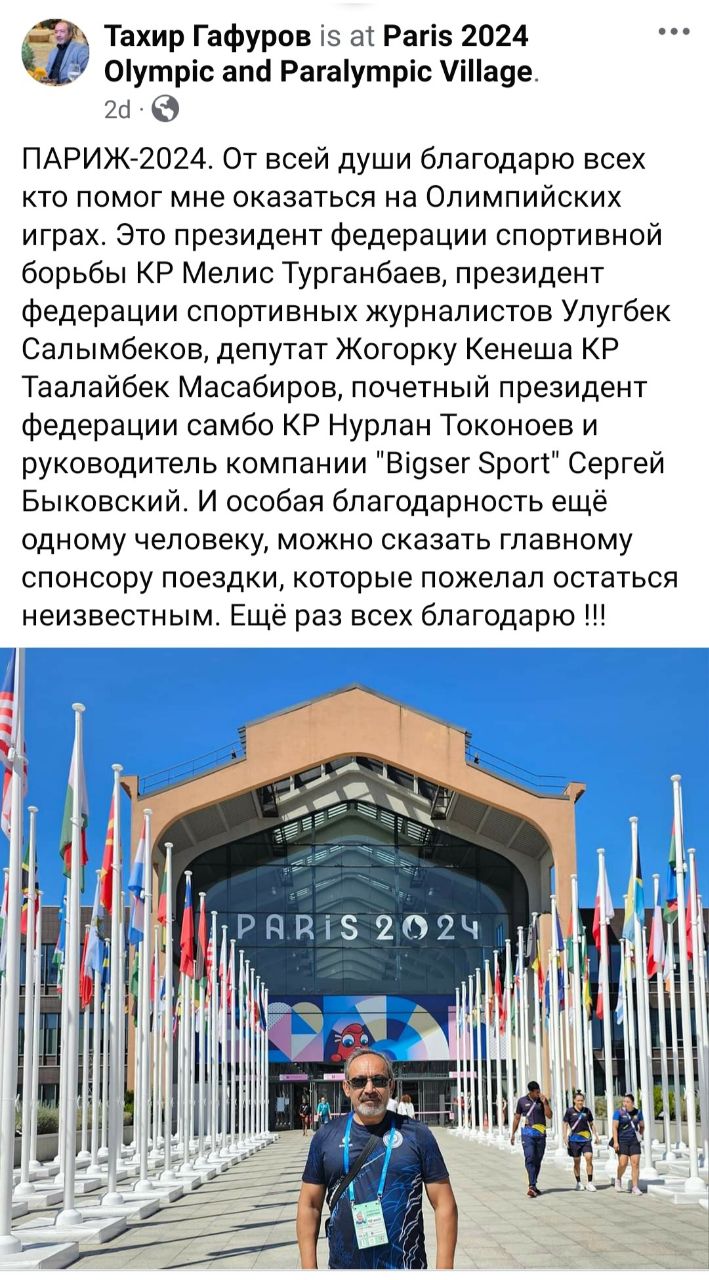 Тахир Гафуров is at Paris 2024
Olympic and Paralympic Village.
2d ·
ПАРИЖ-2024. От всей души благодарю всех
кто помог мне оказаться на Олимпийских
играх. Это президент федерации спортивной
борьбы КР Мелис Турганбаев, президент
федерации спортивных журналистов Улугбек
Салымбеков, депутат Жогорку Кенеша КР
Таалайбек Масабиров, почетный президент
федерации самбо КР Нурлан Токоноев и
руководитель компании "Bigser Sport" Сергей
Быковский. И особая благодарность ещё
одному человеку, можно сказать главному
спонсору поездки, которые пожелал остаться
неизвестным. Ещё раз всех благодарю !!!
PARiS 2024